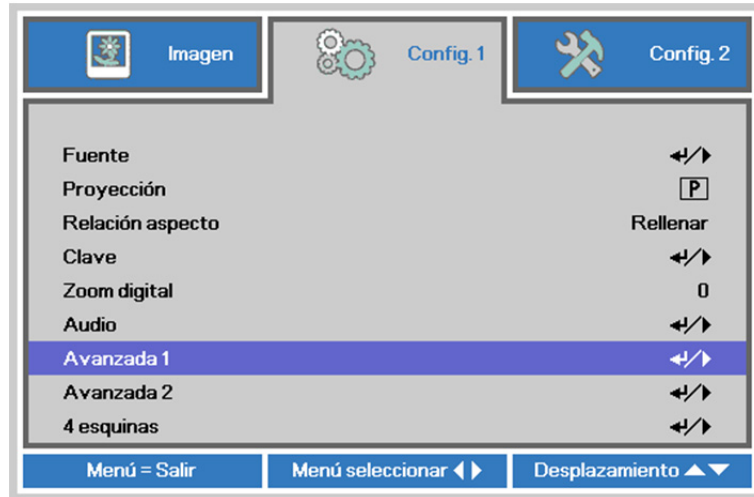 Imagen Config. 1 Config. 2
Fuente
Proyección P
Relación aspecto Rellenar
Clave
Zoom digital 0
Audio
Avanzada 1
Avanzada 2
4 esquinas
Menú = Salir Menú seleccionar Desplazamiento